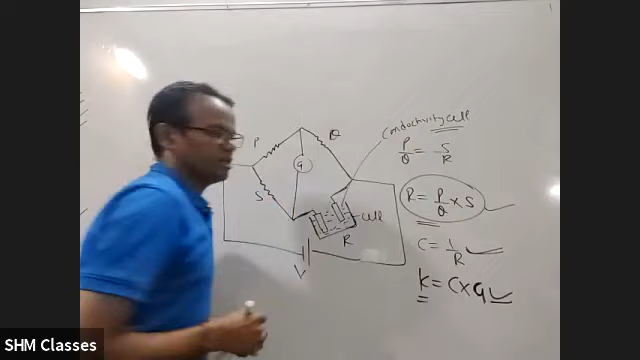 Conductivity cell
P Q
P/Q = S/R
G
S
R = P/Q × S
cell
R
C = 1/R
K = C×G
V
SHM Classes